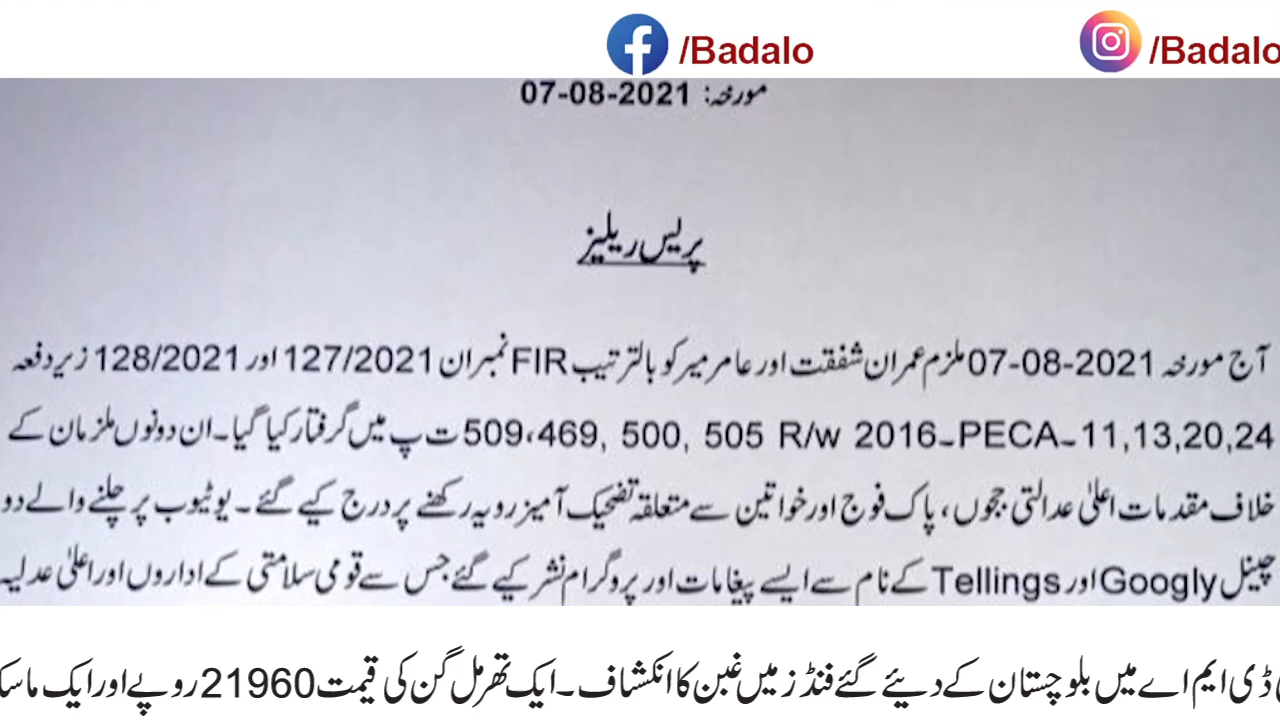 /Badalo /Badalo
مورخہ: 07-08-2021
پریس ریلیز
آج مورخہ 07-08-2021 ملزم عمران شفقت اور عامر میر کو بالترتیب FIR نمبران 127/2021 اور 128/2021 زیر دفعہ
11,13,20,24۔PECA۔2016 R/w 505 ,500 ,469،509 ت پ میں گرفتار کیا گیا۔ ان دونوں ملزمان کے
خلاف مقدمات اعلیٰ عدالتی ججوں، پاک فوج اور خواتین سے متعلقہ تضحیک آمیز رویہ رکھنے پر درج کیے گئے۔ یوٹیوب پر چلنے والے دو
چینل Googly اور Tellings کے نام سے ایسے پیغامات اور پروگرام نشر کیے گئے جس سے قومی سلامتی کے اداروں اور اعلیٰ عدلیہ
ڈی ایم اے میں بلوچستان کے دیئے گئے فنڈز میں غبن کا انکشاف۔ ایک تھرمل گن کی قیمت 21960 روپے اور ایک